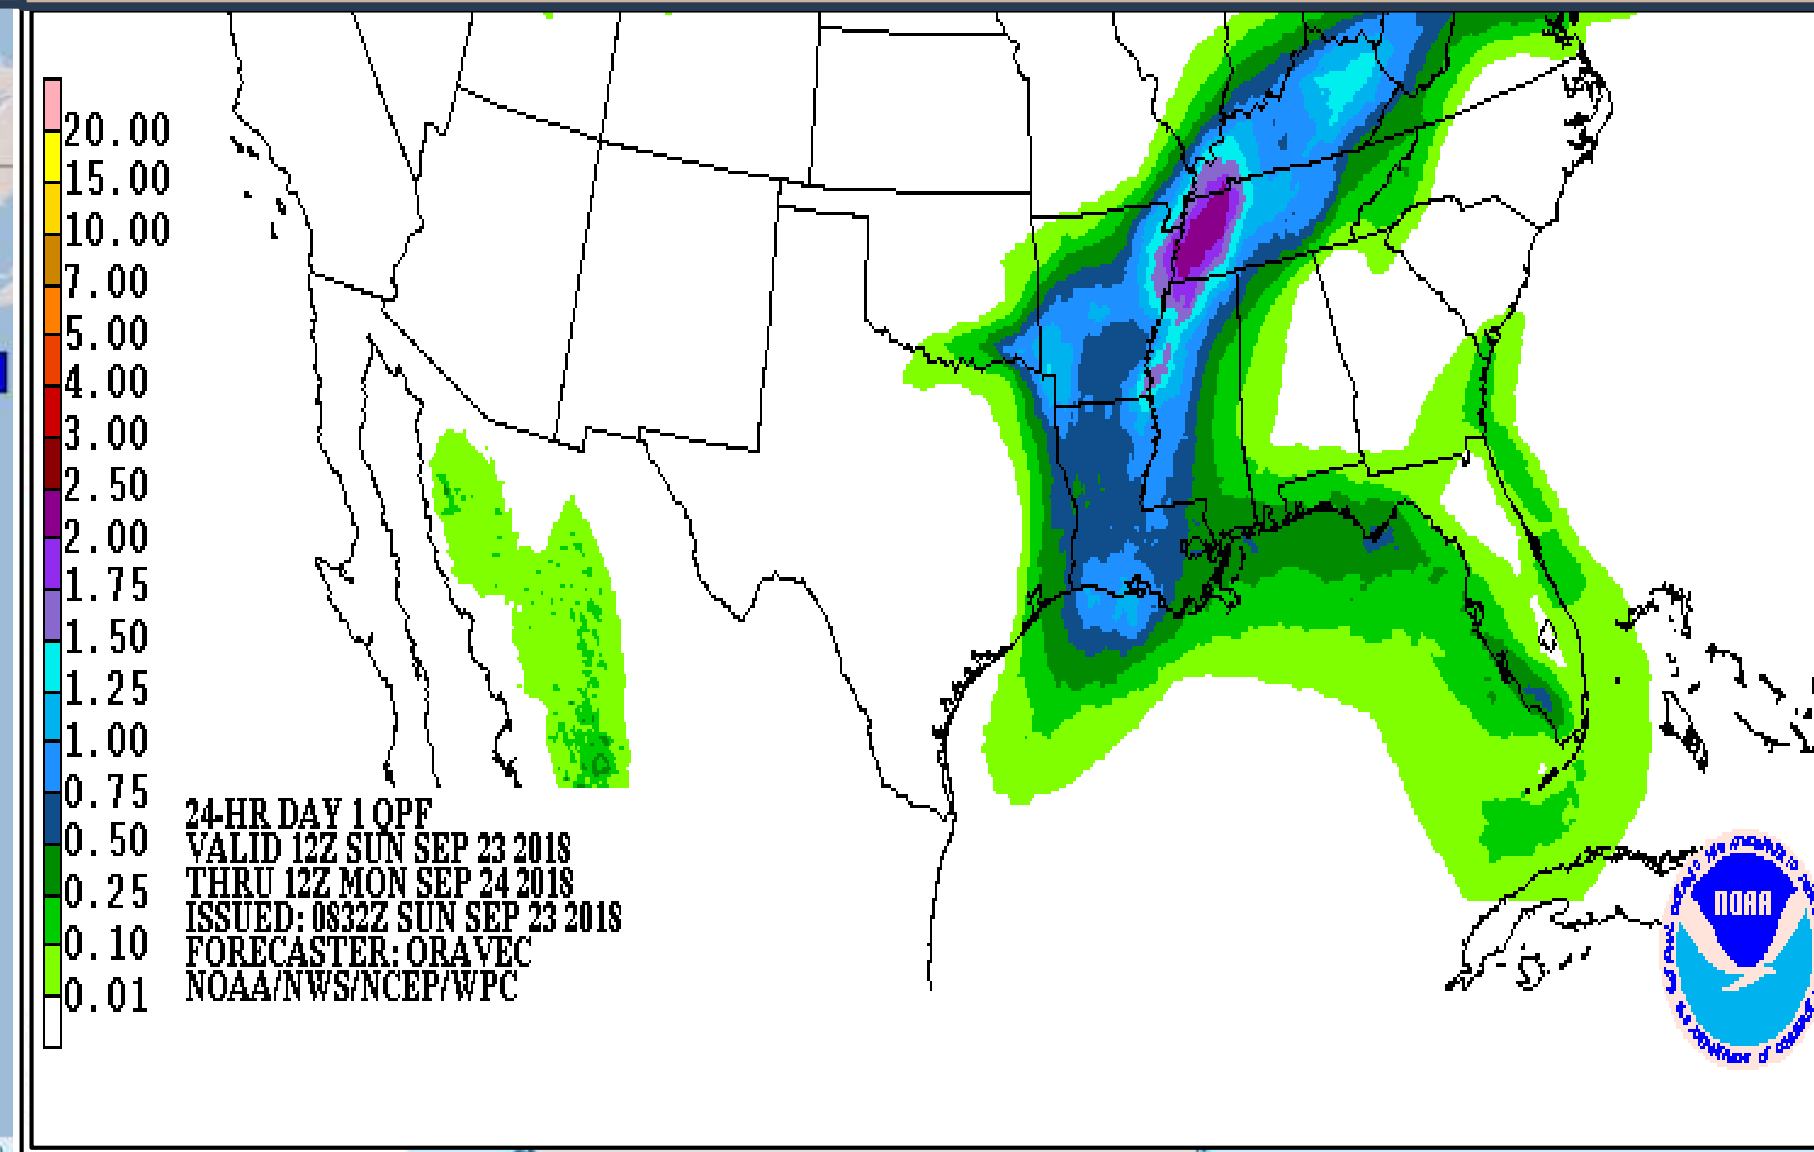 20.00
15.00
10.00
7.00
5.00
4.00
3.00
2.50
2.00
1.75
1.50
1.25
1.00
0.75
0.50
0.25
0.10
0.01
24-HR DAY 1 QPF
VALID 12Z SUN SEP 23 2018
THRU 12Z MON SEP 24 2018
ISSUED: 0832Z SUN SEP 23 2018
FORECASTER: ORAVEC
NOAA/NWS/NCEP/WPC
NOAA